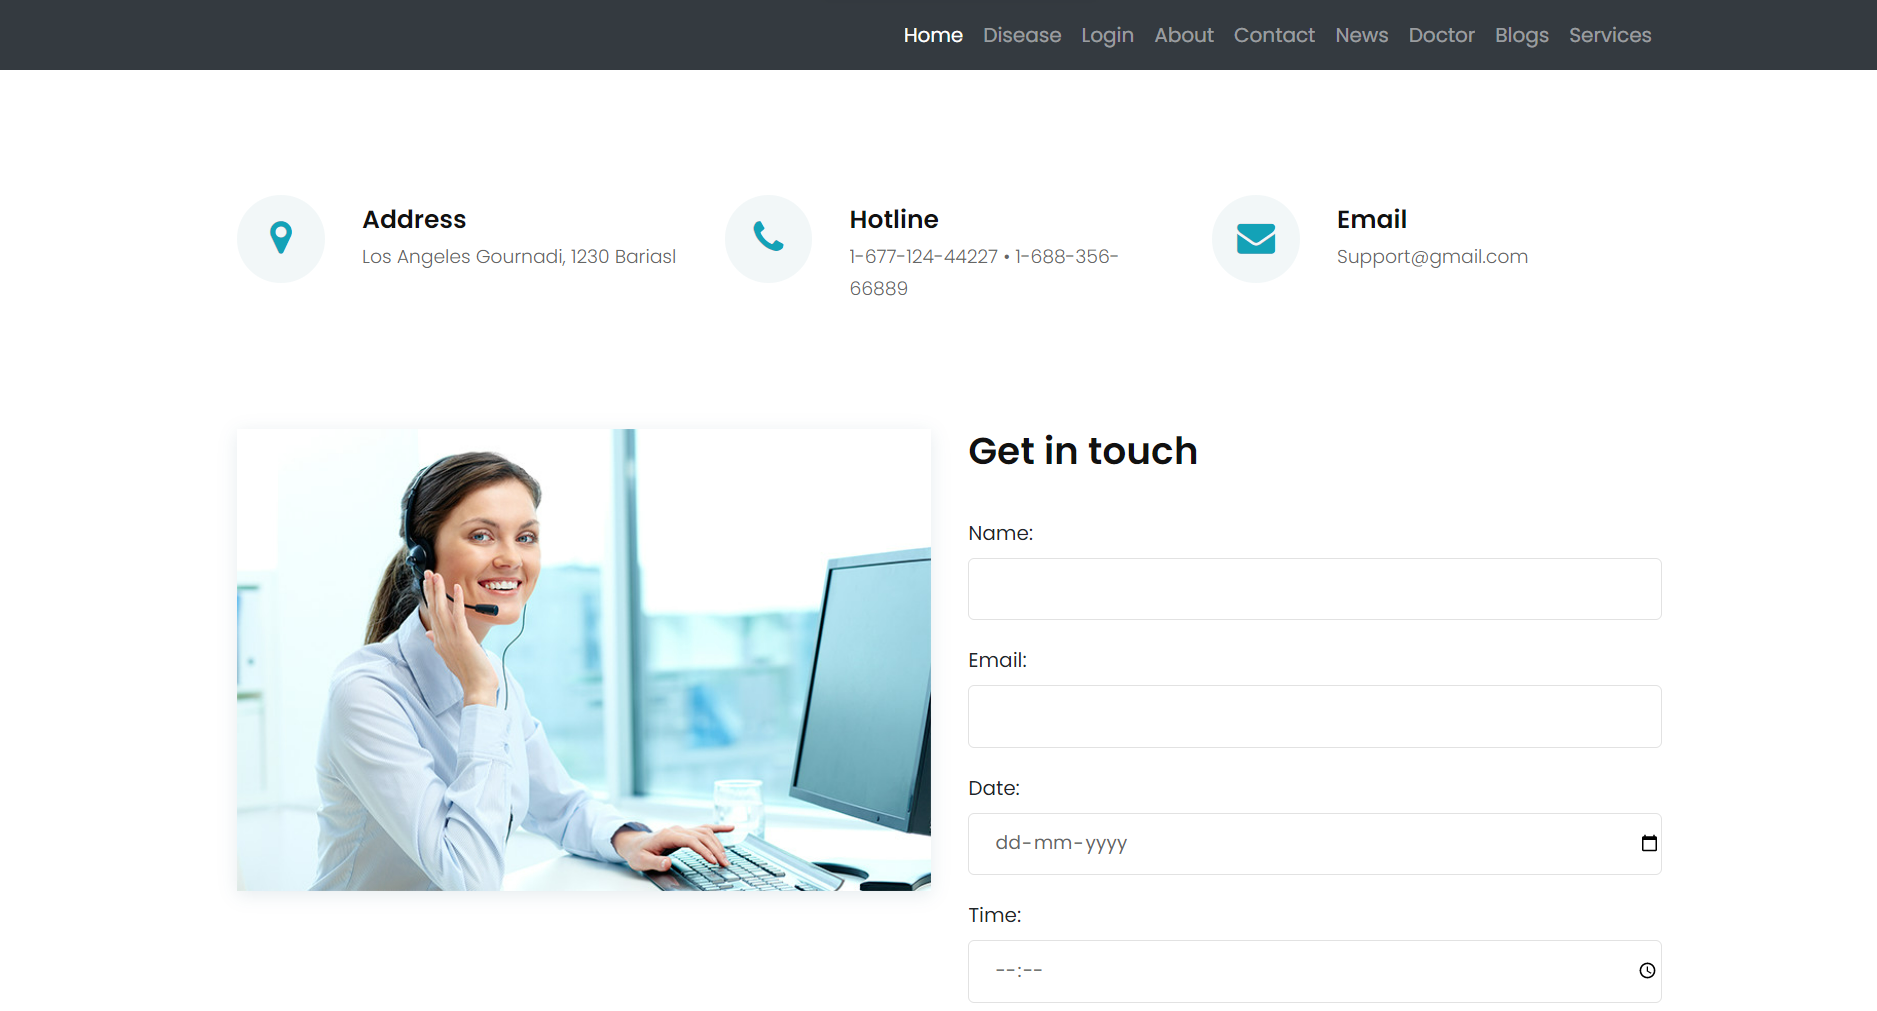 Home Disease Login About Contact News Doctor Blogs Services
Address
Los Angeles Gournadi, 1230 Bariasl
Hotline
1-677-124-44227 • 1-688-356-
66889
Email
Support@gmail.com
Get in touch
Name:
Email:
Date:
dd-mm-yyyy
Time:
--:--